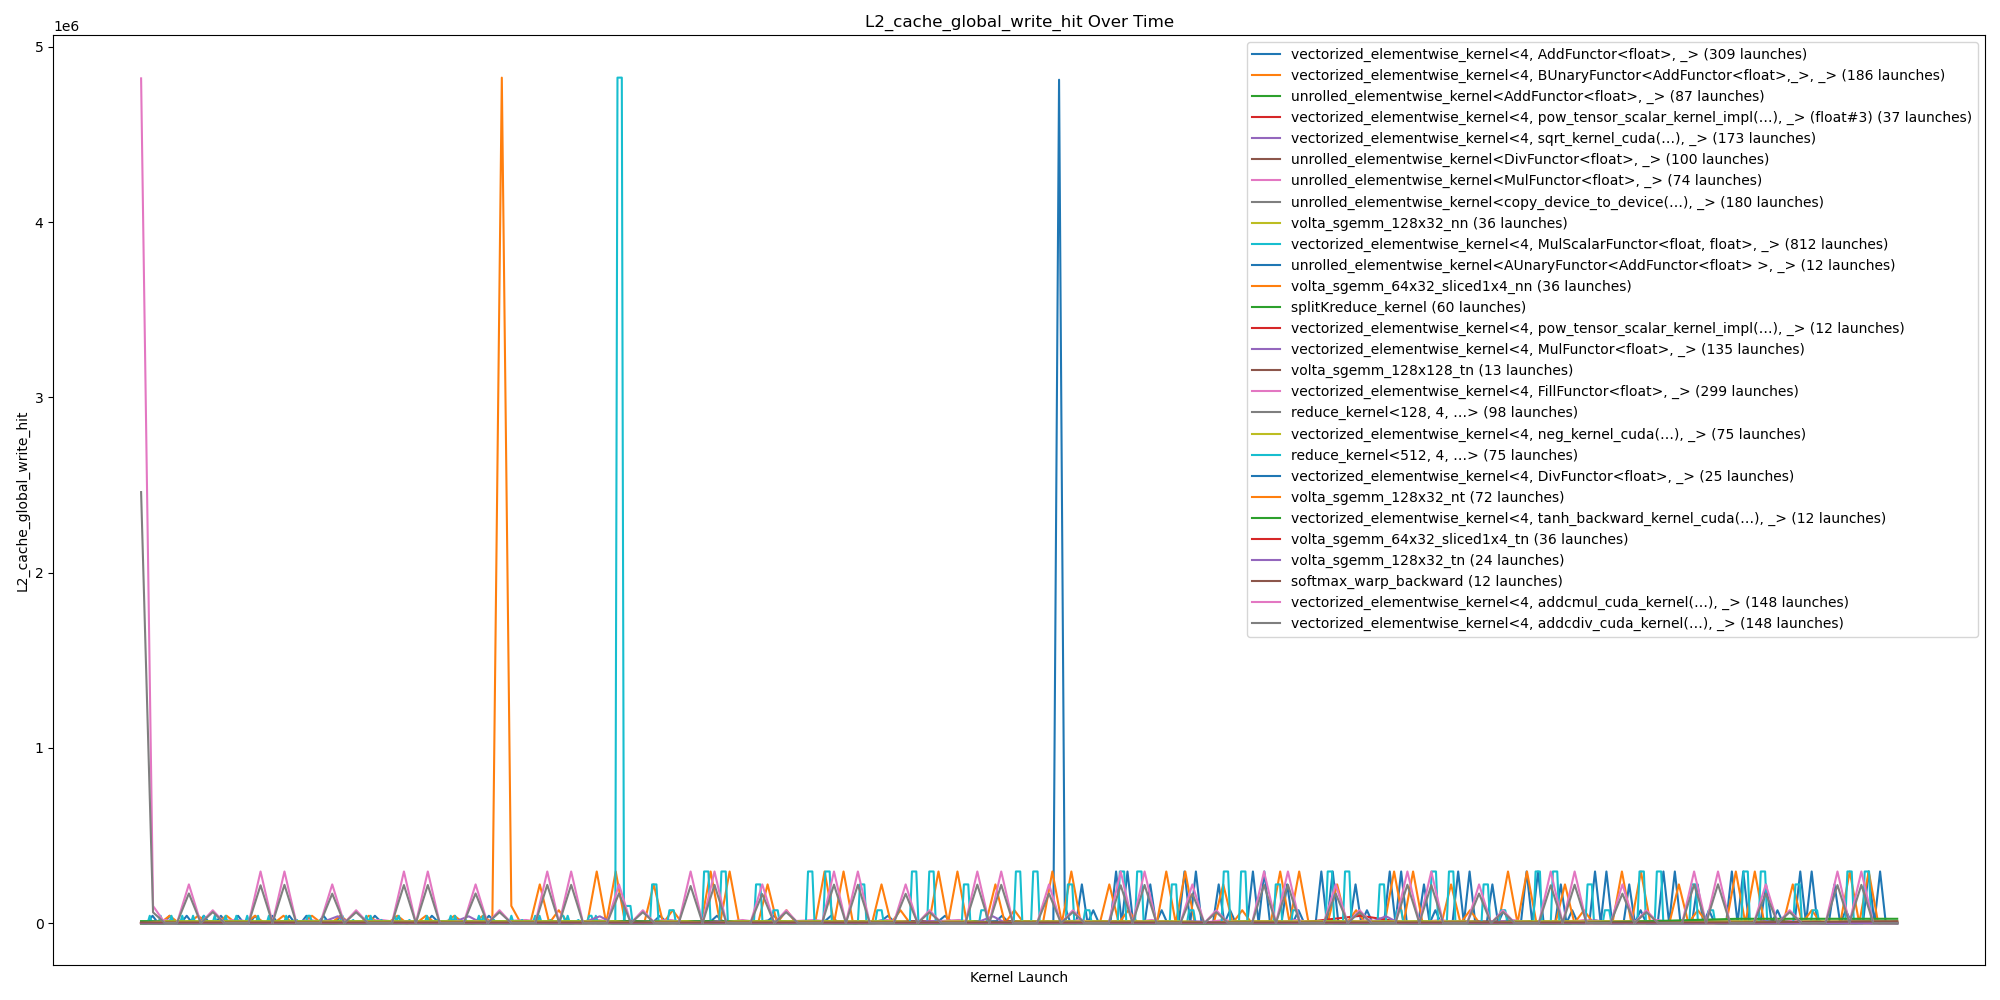 L2_cache_global_write_hit Over Time
1e6
5
4
3
2
1
0
L2_cache_global_write_hit
Kernel Launch
vectorized_elementwise_kernel<4, AddFunctor<float>, _> (309 launches)
vectorized_elementwise_kernel<4, BUnaryFunctor<AddFunctor<float>,_>, _> (186 launches)
unrolled_elementwise_kernel<AddFunctor<float>, _> (87 launches)
vectorized_elementwise_kernel<4, pow_tensor_scalar_kernel_impl(...), _> (float#3) (37 launches)
vectorized_elementwise_kernel<4, sqrt_kernel_cuda(...), _> (173 launches)
unrolled_elementwise_kernel<DivFunctor<float>, _> (100 launches)
unrolled_elementwise_kernel<MulFunctor<float>, _> (74 launches)
unrolled_elementwise_kernel<copy_device_to_device(...), _> (180 launches)
volta_sgemm_128x32_nn (36 launches)
vectorized_elementwise_kernel<4, MulScalarFunctor<float, float>, _> (812 launches)
unrolled_elementwise_kernel<AUnaryFunctor<AddFunctor<float> >, _> (12 launches)
volta_sgemm_64x32_sliced1x4_nn (36 launches)
splitKreduce_kernel (60 launches)
vectorized_elementwise_kernel<4, pow_tensor_scalar_kernel_impl(...), _> (12 launches)
vectorized_elementwise_kernel<4, MulFunctor<float>, _> (135 launches)
volta_sgemm_128x128_tn (13 launches)
vectorized_elementwise_kernel<4, FillFunctor<float>, _> (299 launches)
reduce_kernel<128, 4, ...> (98 launches)
vectorized_elementwise_kernel<4, neg_kernel_cuda(...), _> (75 launches)
reduce_kernel<512, 4, ...> (75 launches)
vectorized_elementwise_kernel<4, DivFunctor<float>, _> (25 launches)
volta_sgemm_128x32_nt (72 launches)
vectorized_elementwise_kernel<4, tanh_backward_kernel_cuda(...), _> (12 launches)
volta_sgemm_64x32_sliced1x4_tn (36 launches)
volta_sgemm_128x32_tn (24 launches)
softmax_warp_backward (12 launches)
vectorized_elementwise_kernel<4, addcmul_cuda_kernel(...), _> (148 launches)
vectorized_elementwise_kernel<4, addcdiv_cuda_kernel(...), _> (148 launches)